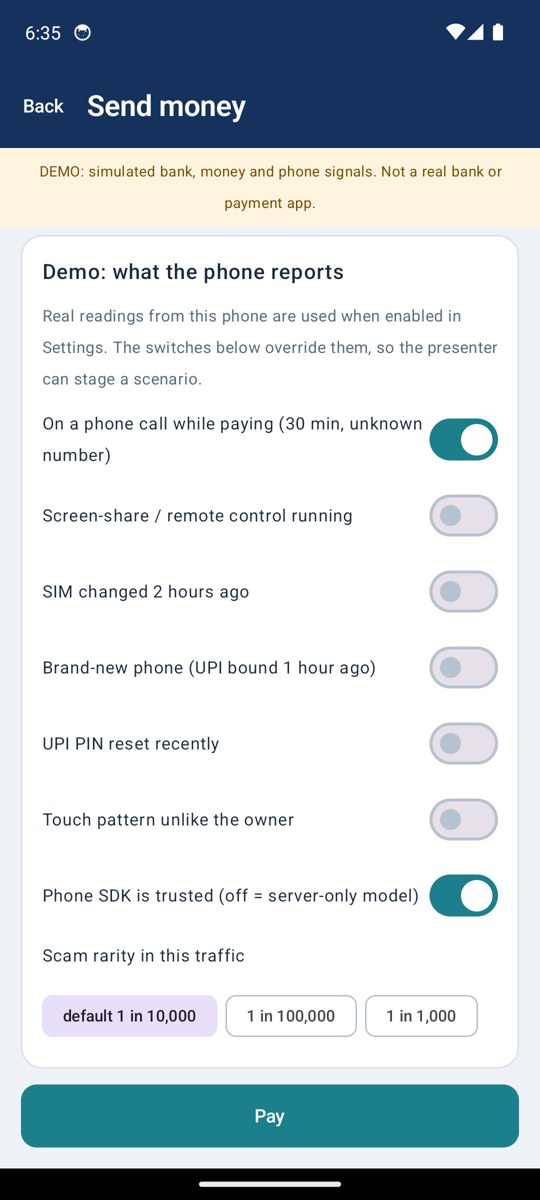 6:35
Back Send money
DEMO: simulated bank, money and phone signals. Not a real bank or
payment app.
Demo: what the phone reports
Real readings from this phone are used when enabled in
Settings. The switches below override them, so the presenter
can stage a scenario.
On a phone call while paying (30 min, unknown
number)
Screen-share / remote control running
SIM changed 2 hours ago
Brand-new phone (UPI bound 1 hour ago)
UPI PIN reset recently
Touch pattern unlike the owner
Phone SDK is trusted (off = server-only model)
Scam rarity in this traffic
default 1 in 10,000 1 in 100,000 1 in 1,000
Pay